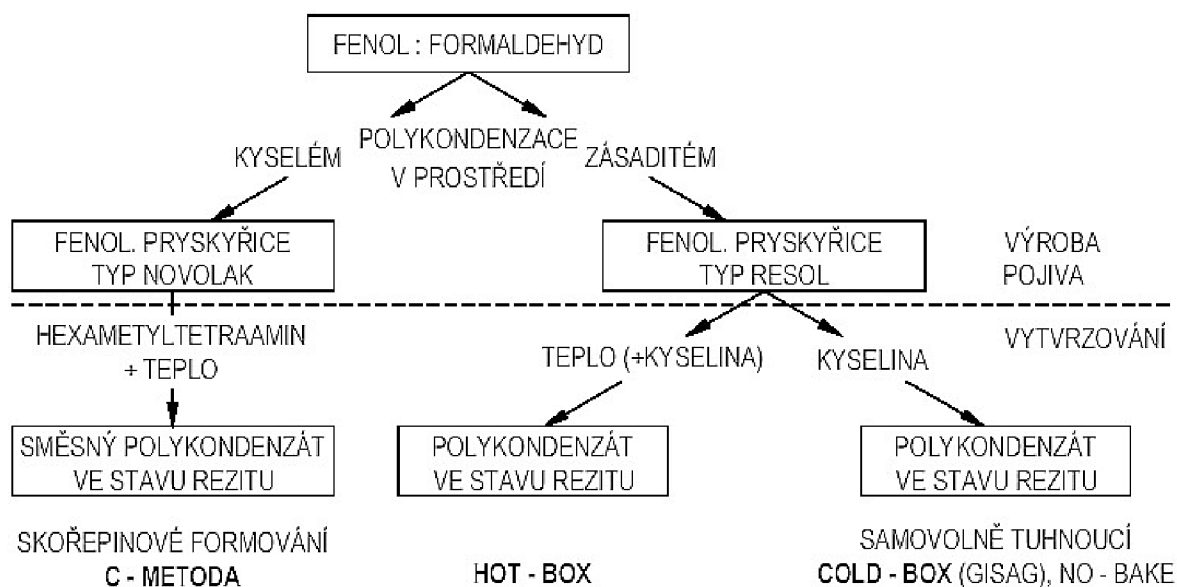 FENOL : FORMALDEHYD
POLYKONDENZACE
V PROSTŘEDÍ
KYSELÉM
ZÁSADITÉM
FENOL. PRYSKYŘICE
TYP NOVOLAK
FENOL. PRYSKYŘICE
TYP RESOL
VÝROBA
POJIVA
HEXAMETYLTETRAAMIN
+ TEPLO
TEPLO (+KYSELINA)
KYSELINA
VYTVRZOVÁNÍ
SMĚSNÝ POLYKONDENZÁT
VE STAVU REZITU
POLYKONDENZÁT
VE STAVU REZITU
POLYKONDENZÁT
VE STAVU REZITU
SKOŘEPINOVÉ FORMOVÁNÍ
C - METODA
HOT - BOX
SAMOVOLNĚ TUHNOUCÍ
COLD - BOX (GISAG), NO - BAKE